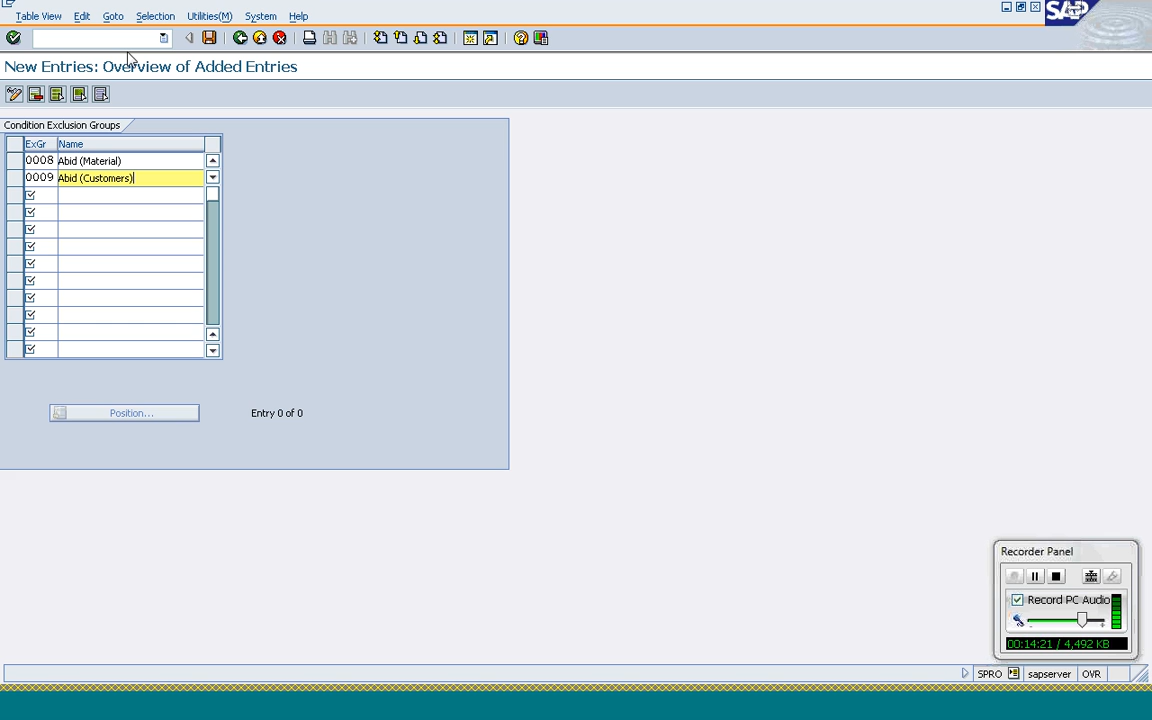 Table View Edit Goto Selection Utilities(M) System Help
SAP
New Entries: Overview of Added Entries
Condition Exclusion Groups
ExGr Name
0008 Abid (Material)
0009 Abid (Customers)
Position... Entry 0 of 0
Recorder Panel
Record PC Audio
00:14:21 / 4,492 KB
SPRO sapserver OVR